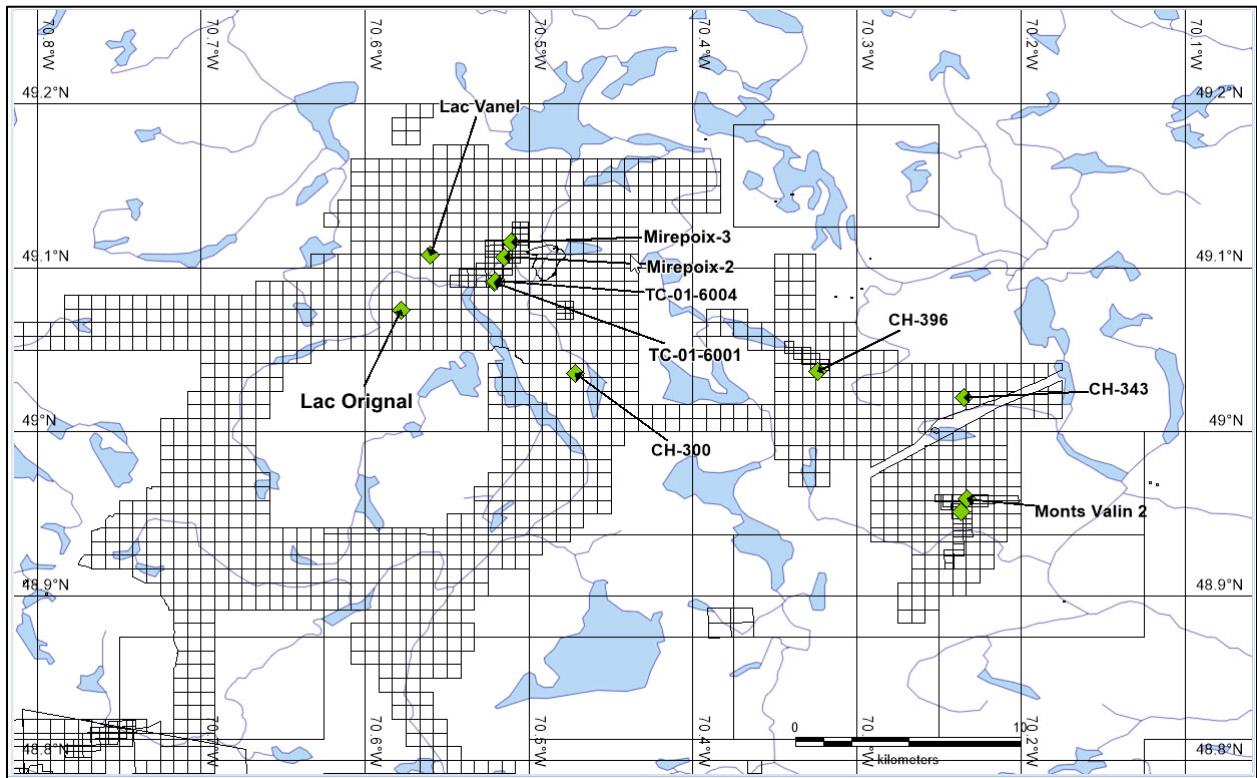 70.8°W
70.7°W
70.6°W
70.5°W
70.4°W
70.3°W
70.2°W
70.1°W
49.2°N
49.2°N
Lac Vanel
Mirepoix-3
Mirepoix-2
49.1°N
49.1°N
TC-01-6004
CH-396
TC-01-6001
CH-343
Lac Orignal
49°N
49°N
CH-300
Monts Valin 2
48.9°N
48.9°N
70.6°W
70.5°W
70.4°W
70.2°W
0
48.8°N
48.8°N
kilometers